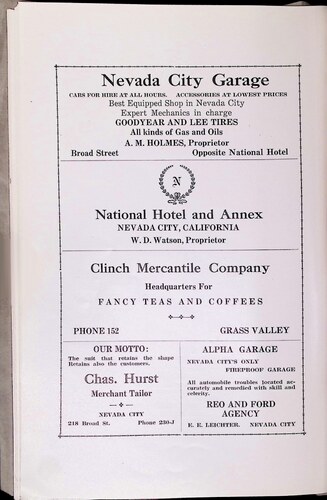 Nevada City Garage
CARS FOR HIRE AT ALL HOURS. ACCESSORIES AT LOWEST PRICES
Best Equipped Shop in Nevada City
Expert Mechanics in charge
GOODYEAR AND LEE TIRES
All kinds of Gas and Oils
A. M. HOLMES, Proprietor
Broad Street Opposite National Hotel
N
National Hotel and Annex
NEVADA CITY, CALIFORNIA
W. D. Watson, Proprietor
Clinch Mercantile Company
Headquarters For
FANCY TEAS AND COFFEES
PHONE 152 GRASS VALLEY
OUR MOTTO:
The suit that retains the shape
Retains also the customers.
Chas. Hurst
Merchant Tailor
NEVADA CITY
218 Broad St. Phone 230-J
ALPHA GARAGE
NEVADA CITY'S ONLY
FIREPROOF GARAGE
All automobile troubles located ac-
curately and remedied with skill and
celerity.
REO AND FORD
AGENCY
E. E. LEICHTER. NEVADA CITY